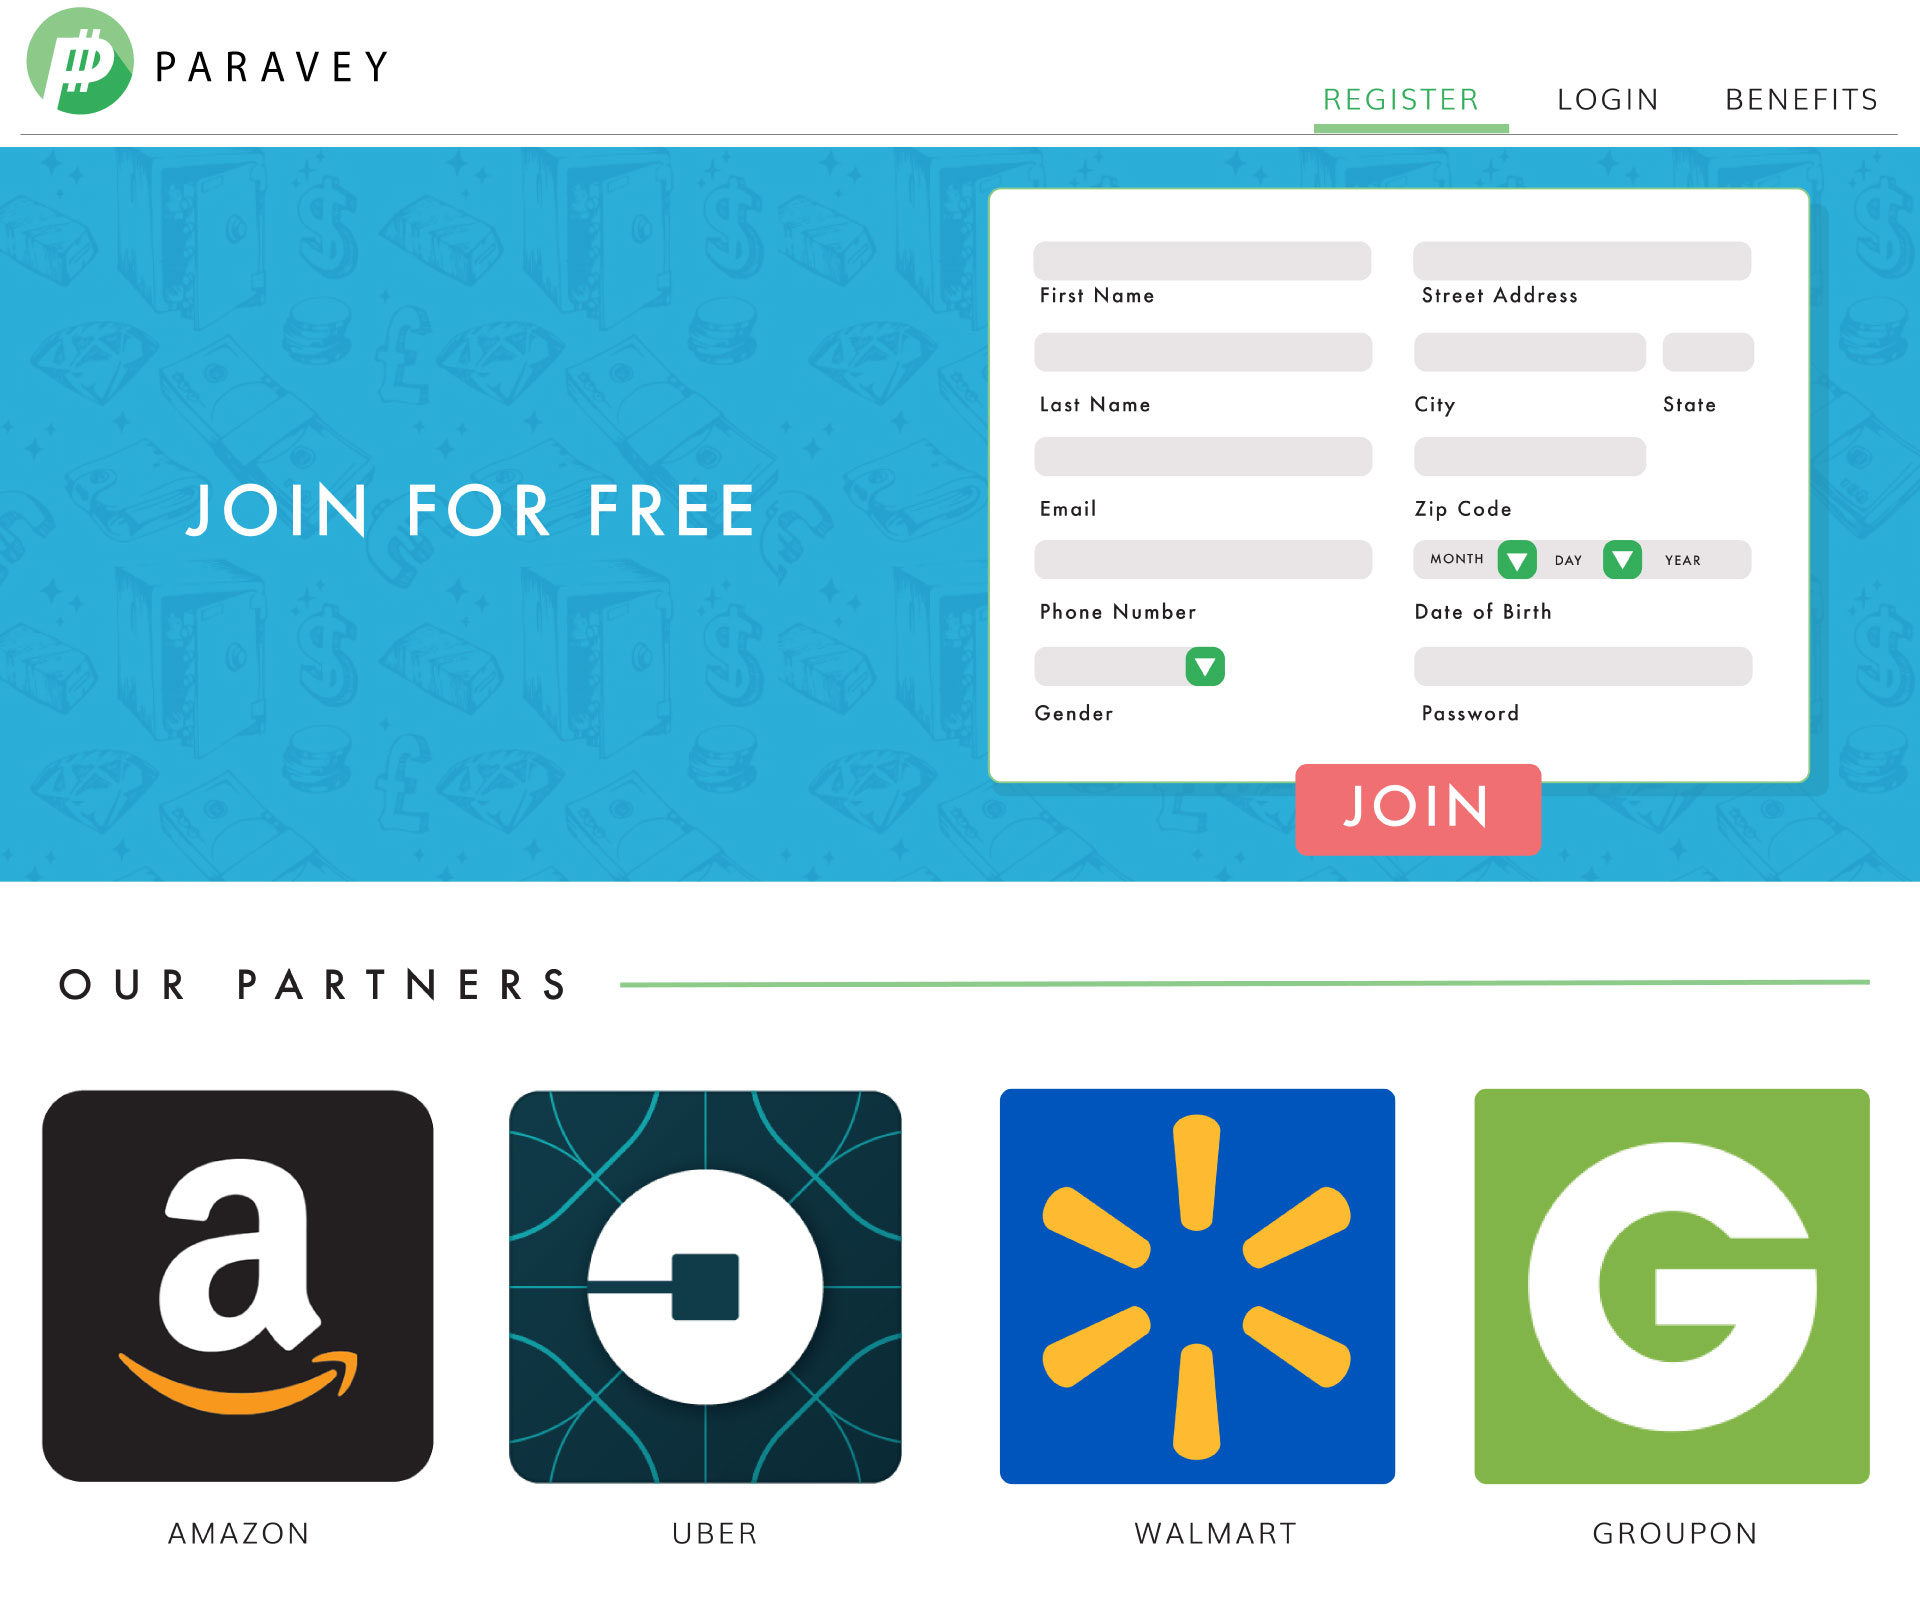 PARAVEY
REGISTER LOGIN BENEFITS
JOIN FOR FREE
First Name
Street Address
Last Name
City
State
Email
Zip Code
MONTH DAY YEAR
Phone Number
Date of Birth
Gender
Password
JOIN
OUR PARTNERS
AMAZON
UBER
WALMART
GROUPON